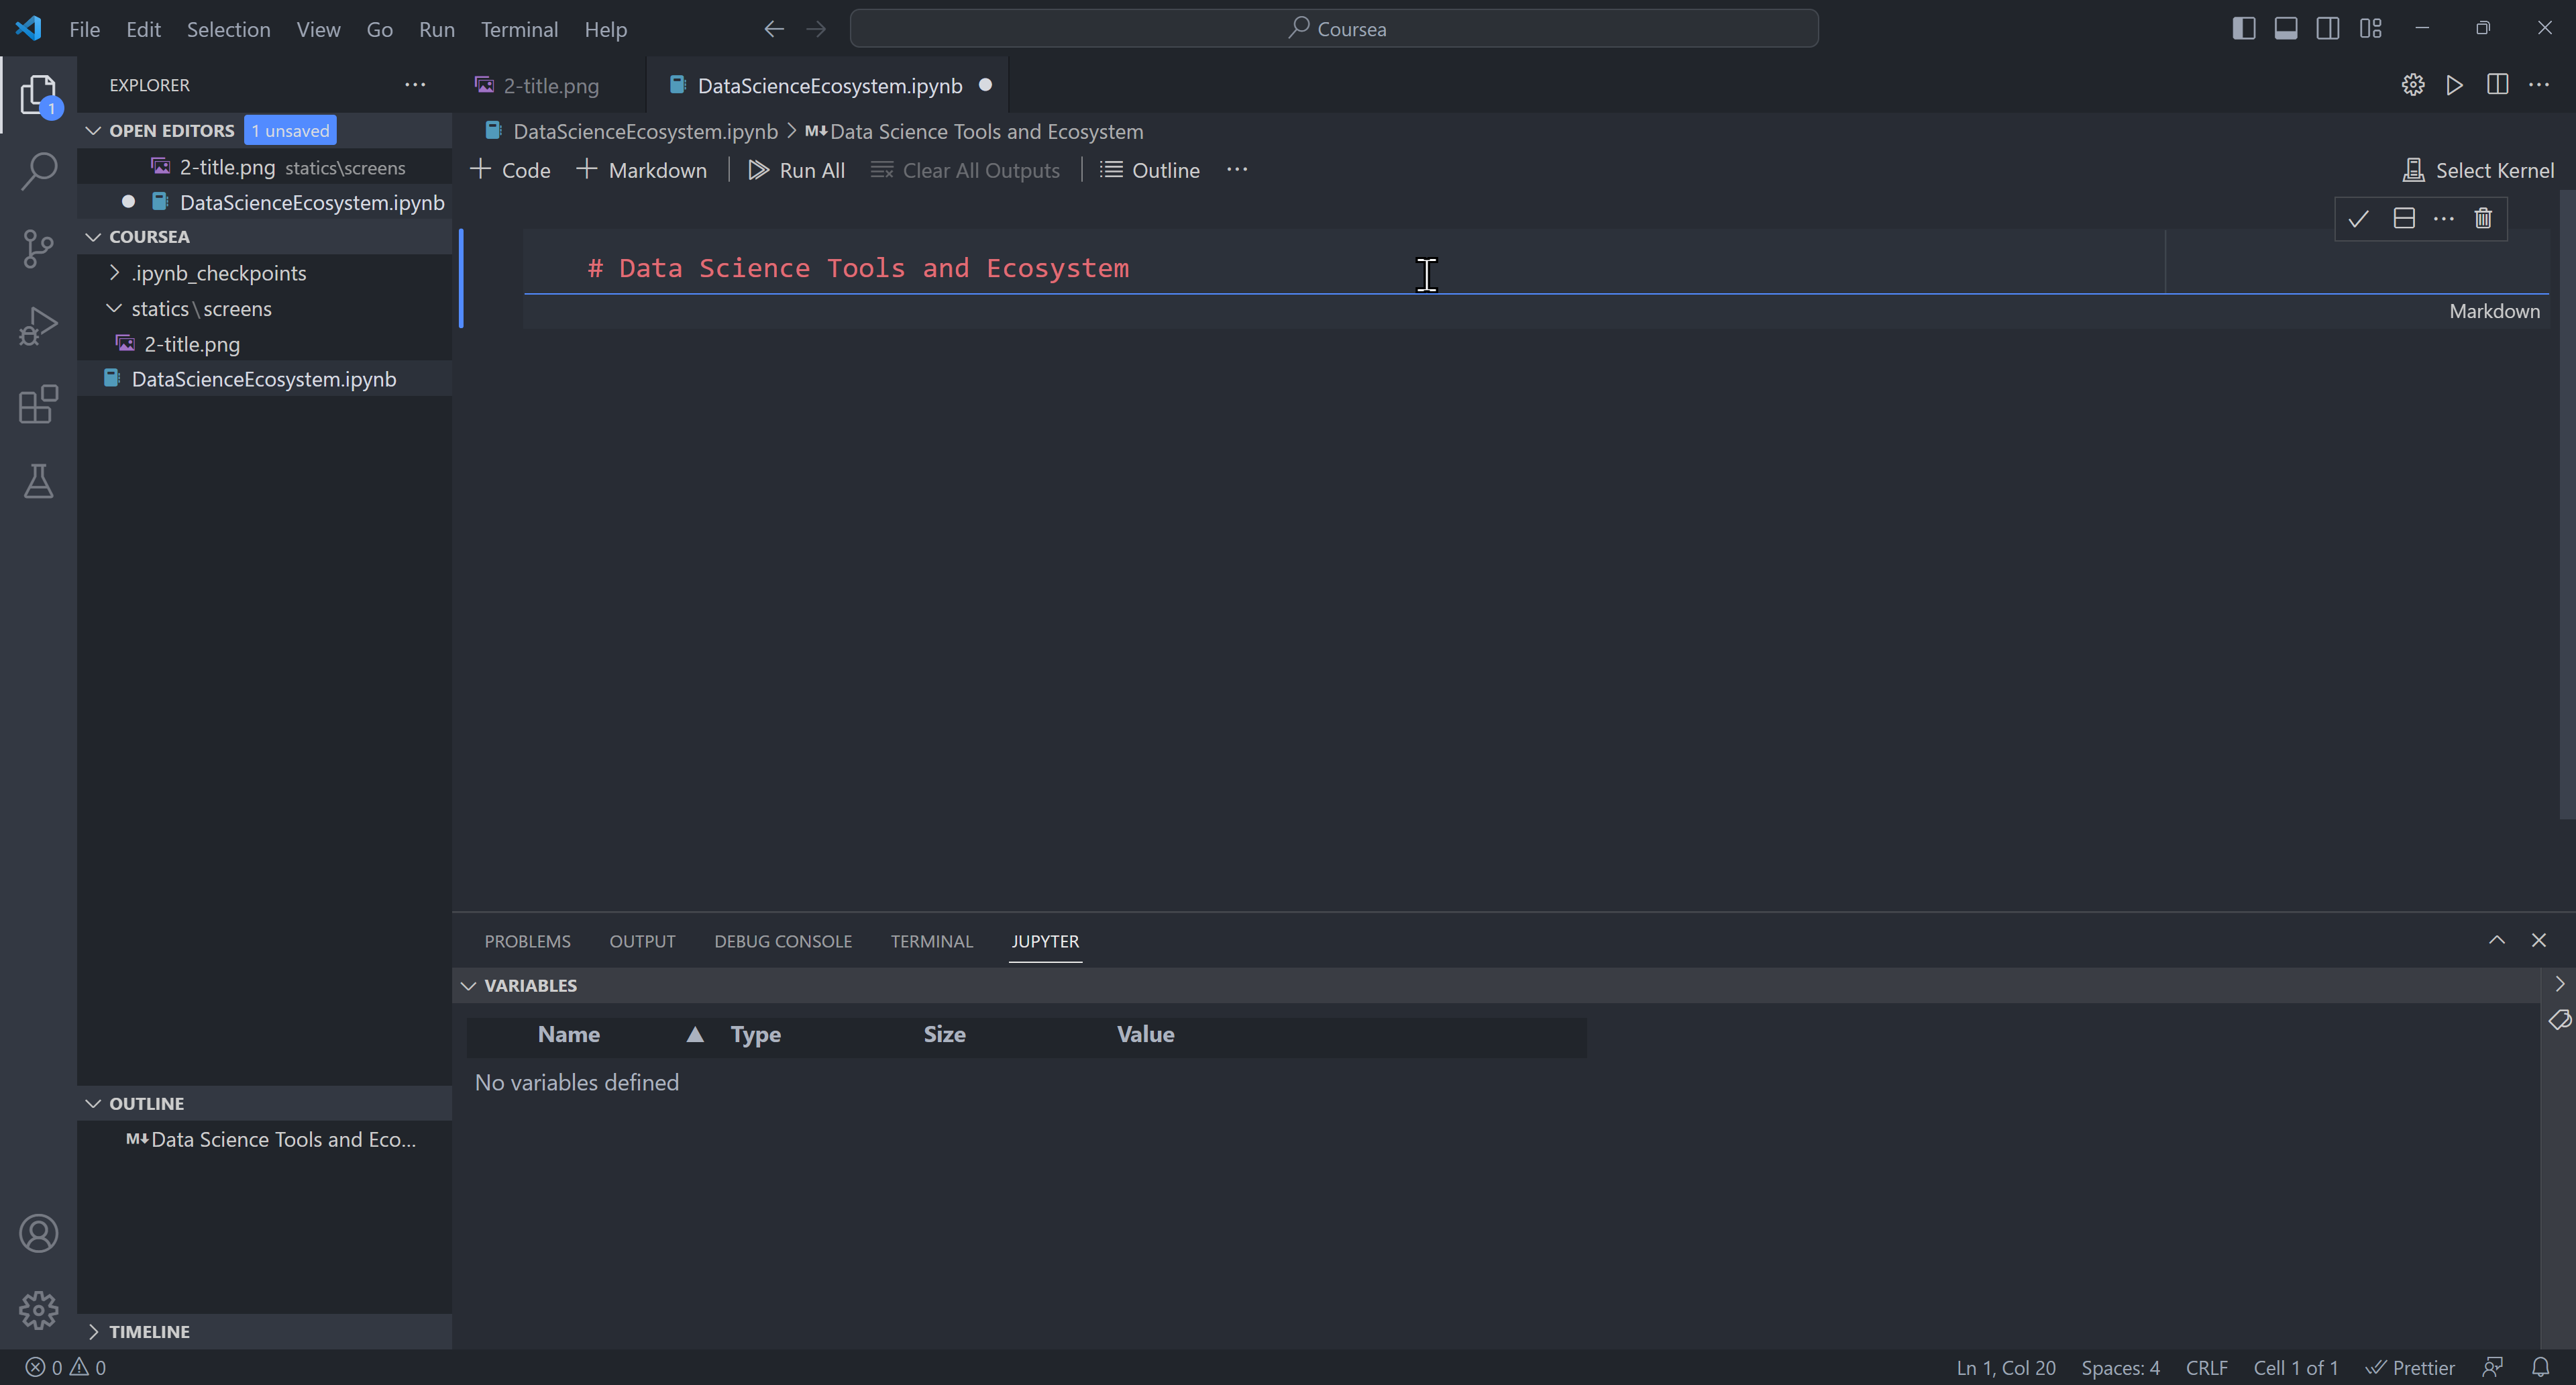 File Edit Selection View Go Run Terminal Help
Coursea
EXPLORER
OPEN EDITORS 1 unsaved
2-title.png statics\screens
DataScienceEcosystem.ipynb
COURSEA
.ipynb_checkpoints
statics\screens
2-title.png
DataScienceEcosystem.ipynb
OUTLINE
M↓ Data Science Tools and Eco...
TIMELINE
2-title.png DataScienceEcosystem.ipynb
DataScienceEcosystem.ipynb > M↓ Data Science Tools and Ecosystem
Code Markdown Run All Clear All Outputs Outline Select Kernel
# Data Science Tools and Ecosystem
Markdown
PROBLEMS OUTPUT DEBUG CONSOLE TERMINAL JUPYTER
VARIABLES
Name Type Size Value
No variables defined
1
0 0 Ln 1, Col 20 Spaces: 4 CRLF Cell 1 of 1 Prettier